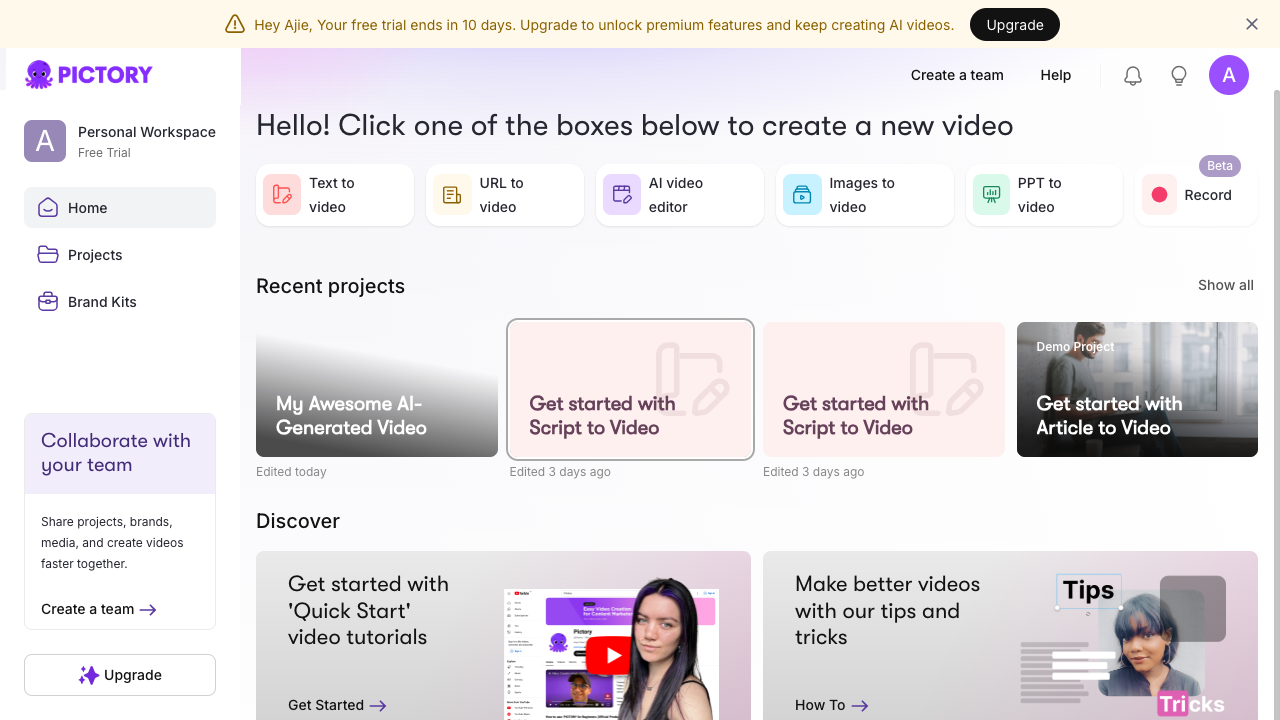 Hey Ajie, Your free trial ends in 10 days. Upgrade to unlock premium features and keep creating AI videos.
Upgrade
PICTORY
Create a team
Help
A
A
Personal Workspace
Free Trial
Home
Projects
Brand Kits
Collaborate with
your team
Share projects, brands,
media, and create videos
faster together.
Create a team
Upgrade
Hello! Click one of the boxes below to create a new video
Text to
video
URL to
video
AI video
editor
Images to
video
PPT to
video
Beta
Record
Recent projects
Show all
My Awesome AI-
Generated Video
Edited today
Get started with
Script to Video
Edited 3 days ago
Get started with
Script to Video
Edited 3 days ago
Demo Project
Get started with
Article to Video
Discover
Get started with
'Quick Start'
video tutorials
Get Started
Easy Video Creation
For Content Marketers
Pictory
Make better videos
with our tips and
tricks
How To
Tips
Tricks